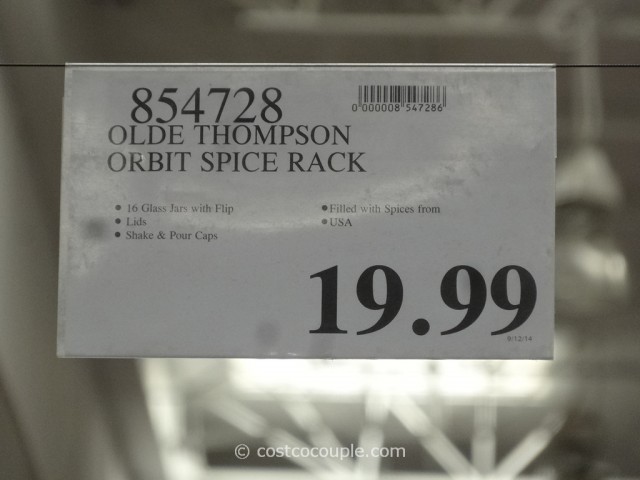 854728
0 000008 547286
OLDE THOMPSON
ORBIT SPICE RACK
• 16 Glass Jars with Flip
• Lids
• Shake & Pour Caps
• Filled with Spices from
• USA
19.99
9/12/14
© costcocouple.com